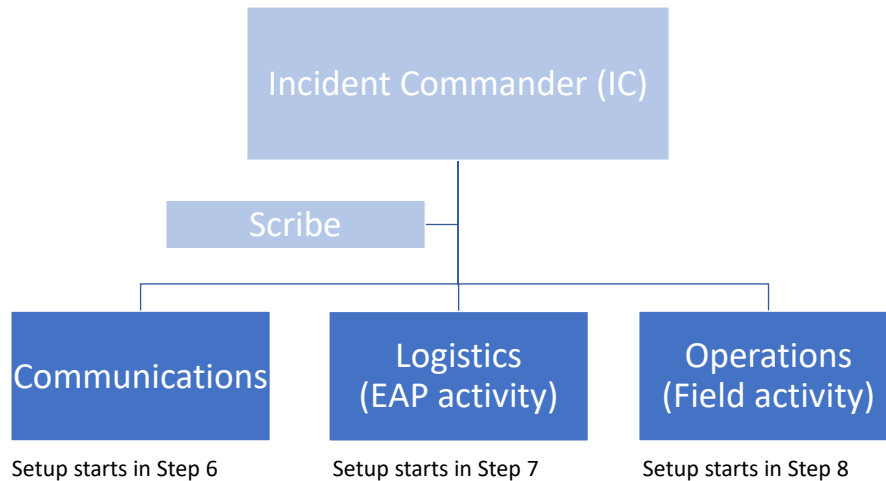 Incident Commander (IC)
Scribe
Communications
Logistics
(EAP activity)
Operations
(Field activity)
Setup starts in Step 6
Setup starts in Step 7
Setup starts in Step 8